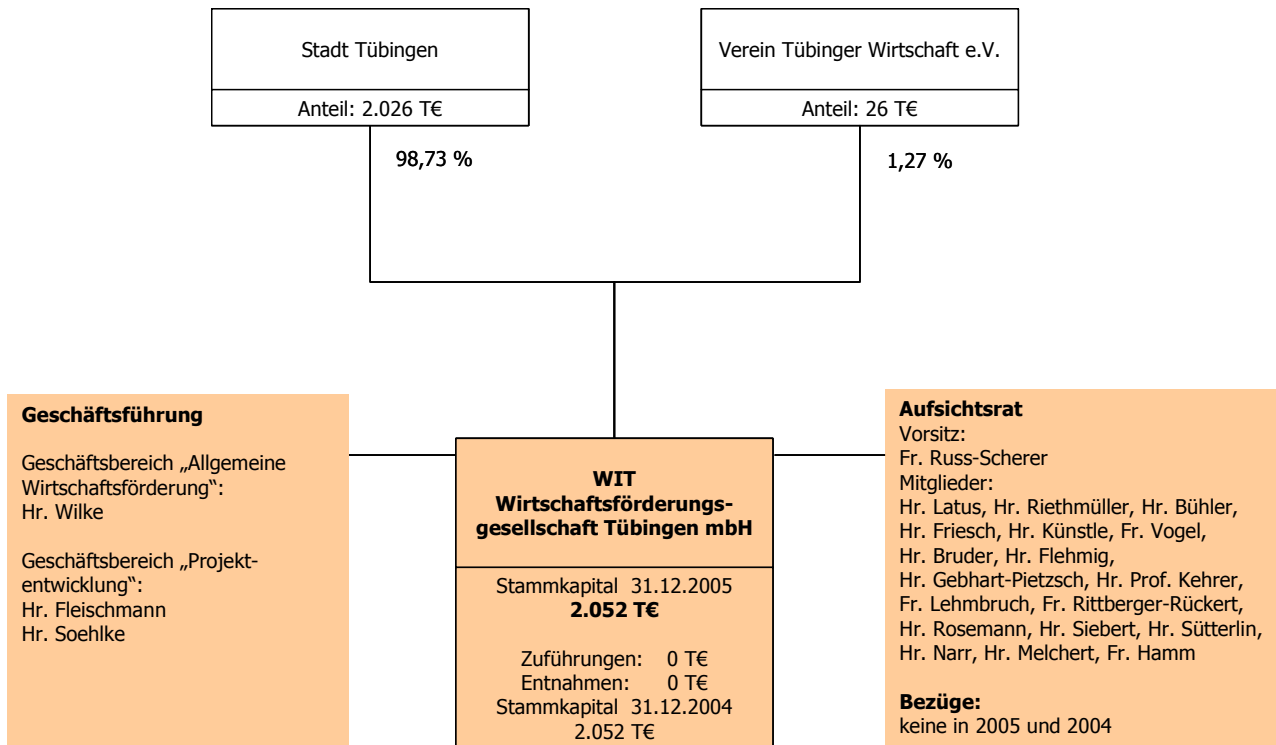 Stadt Tübingen
Anteil: 2.026 T€
98,73 %
Verein Tübinger Wirtschaft e.V.
Anteil: 26 T€
1,27 %
Geschäftsführung
Geschäftsbereich „Allgemeine
Wirtschaftsförderung“:
Hr. Wilke
Geschäftsbereich „Projekt-
entwicklung“:
Hr. Fleischmann
Hr. Soehlke
WIT
Wirtschaftsförderungs-
gesellschaft Tübingen mbH
Stammkapital 31.12.2005
2.052 T€
Zuführungen: 0 T€
Entnahmen: 0 T€
Stammkapital 31.12.2004
2.052 T€
Aufsichtsrat
Vorsitz:
Fr. Russ-Scherer
Mitglieder:
Hr. Latus, Hr. Riethmüller, Hr. Bühler,
Hr. Friesch, Hr. Künstle, Fr. Vogel,
Hr. Bruder, Hr. Flehmig,
Hr. Gebhart-Pietzsch, Hr. Prof. Kehrer,
Fr. Lehmbruch, Fr. Rittberger-Rückert,
Hr. Rosemann, Hr. Siebert, Hr. Sütterlin,
Hr. Narr, Hr. Melchert, Fr. Hamm
Bezüge:
keine in 2005 und 2004